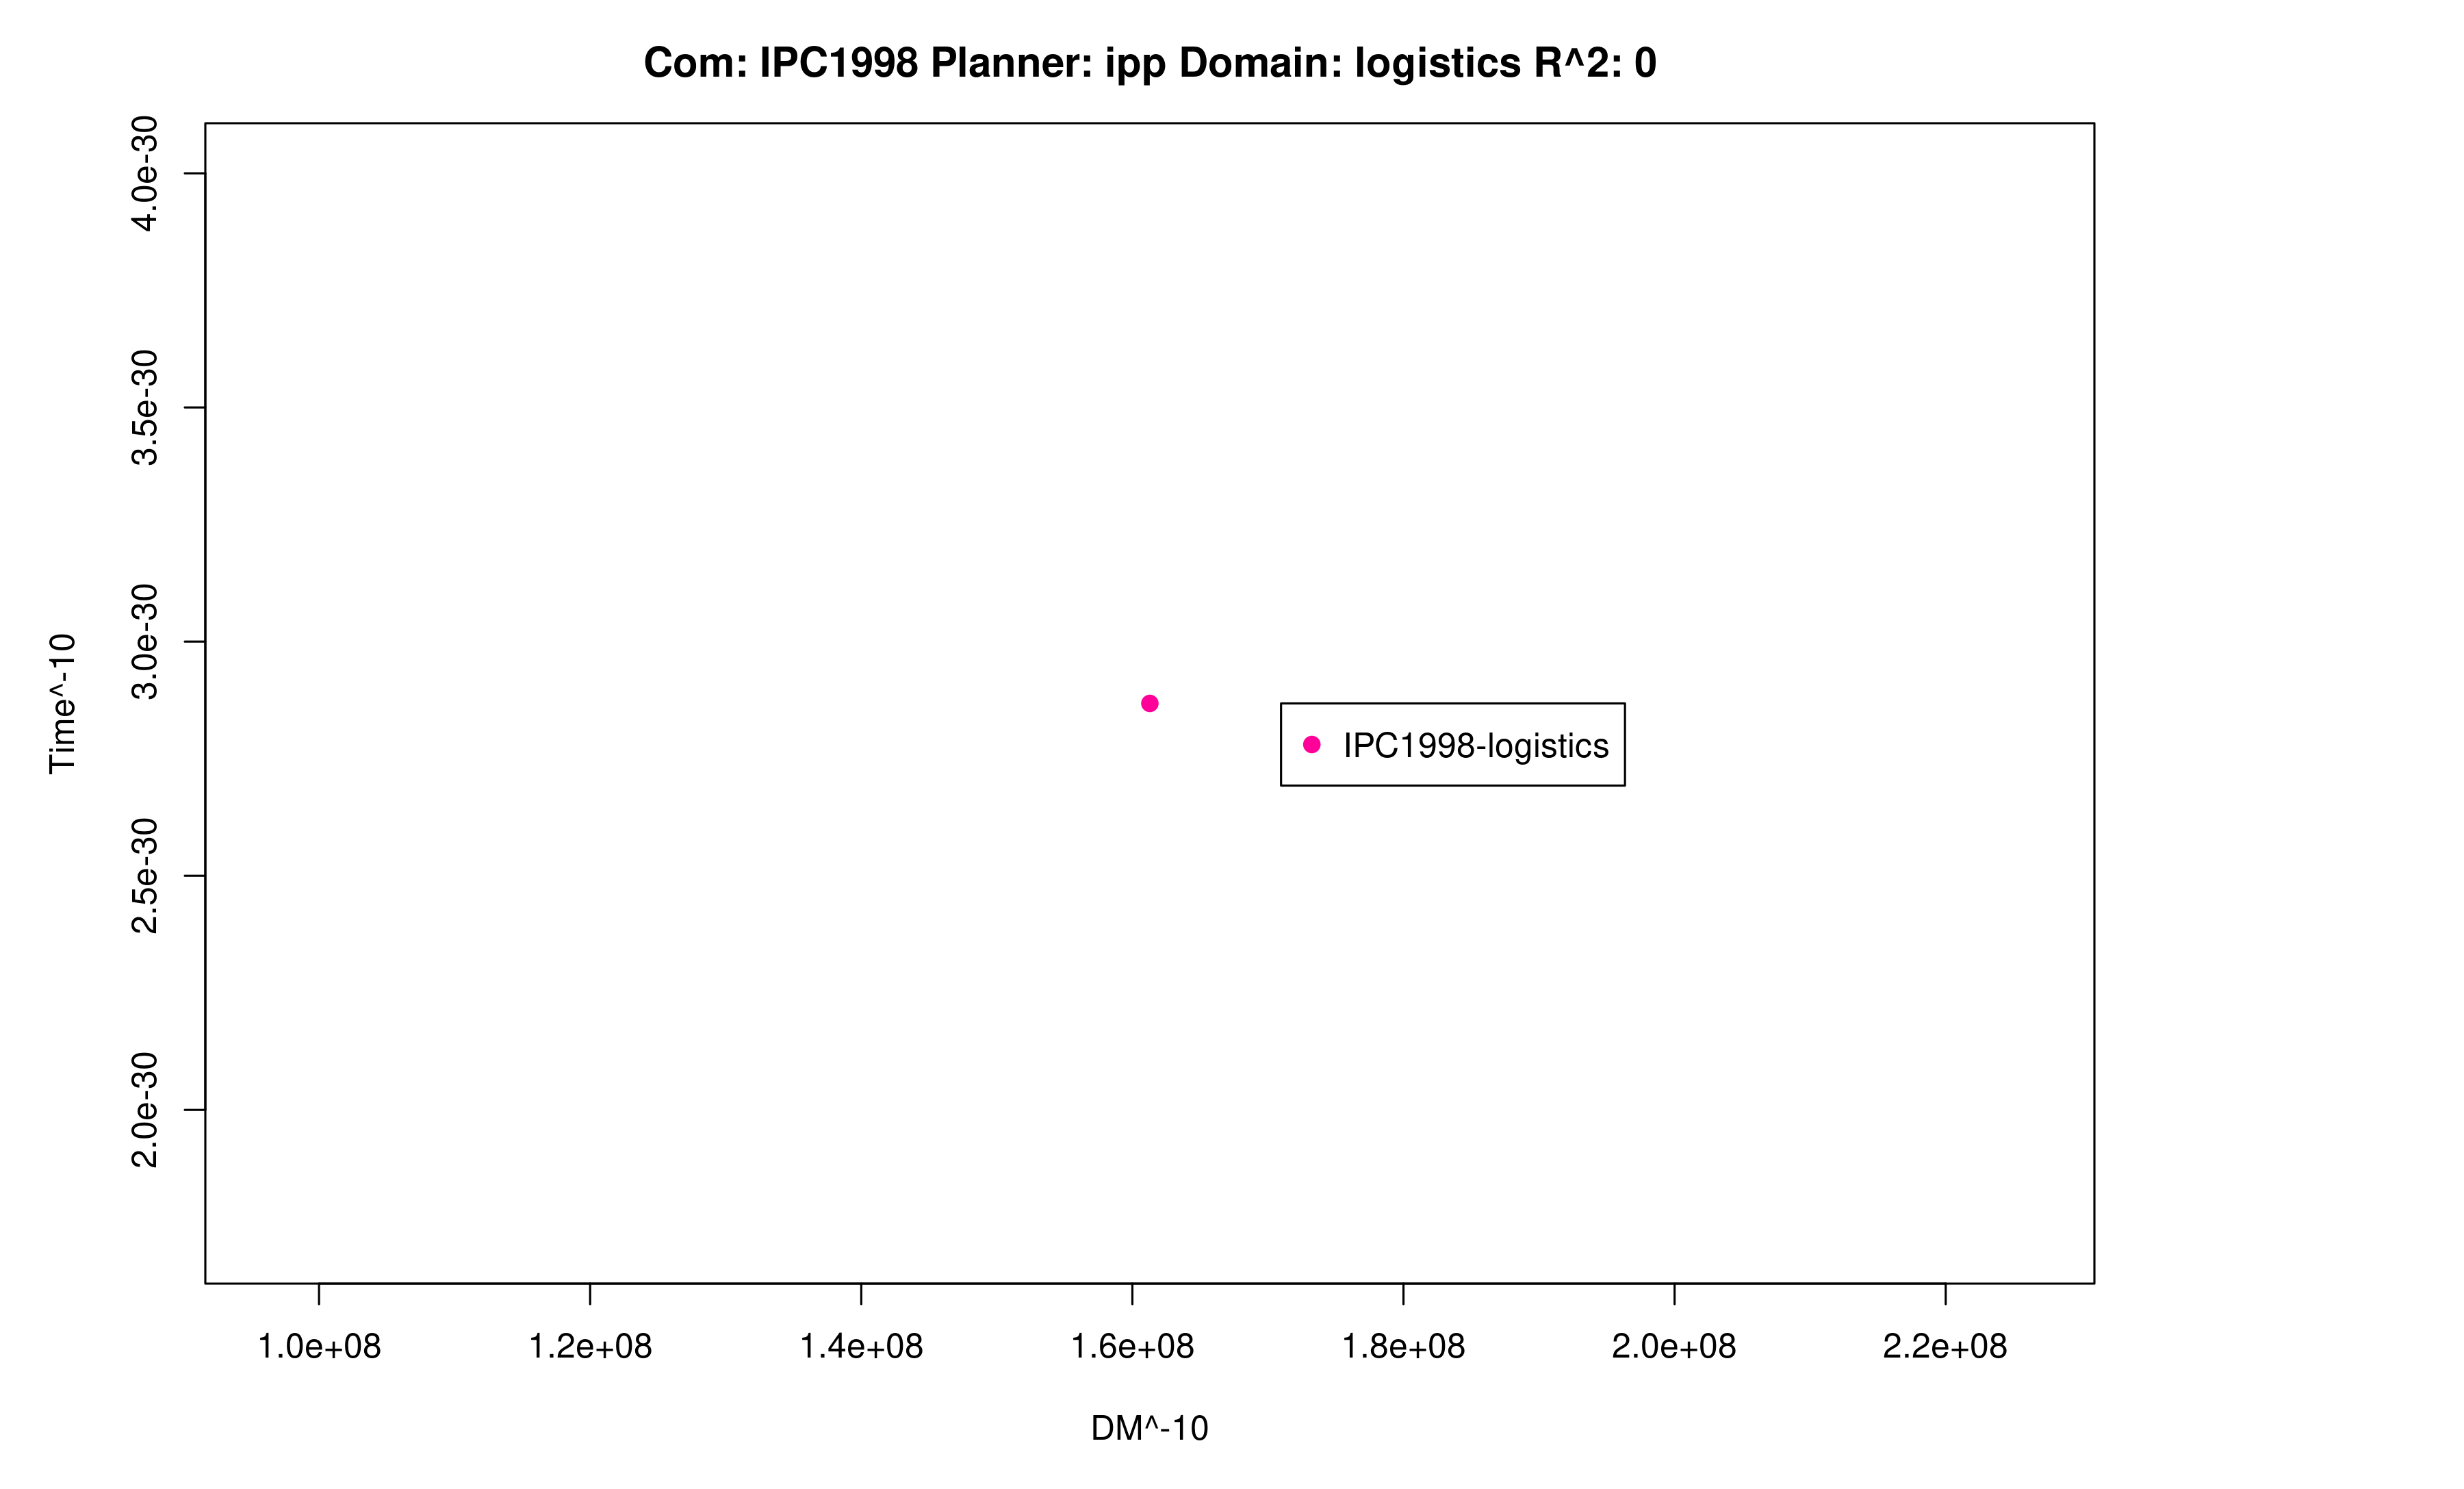 Com: IPC1998 Planner: ipp Domain: logistics R^2: 0
4.0e-30
3.5e-30
3.0e-30
2.5e-30
2.0e-30
Time^-10
IPC1998-logistics
1.0e+08
1.2e+08
1.4e+08
1.6e+08
1.8e+08
2.0e+08
2.2e+08
DM^-10